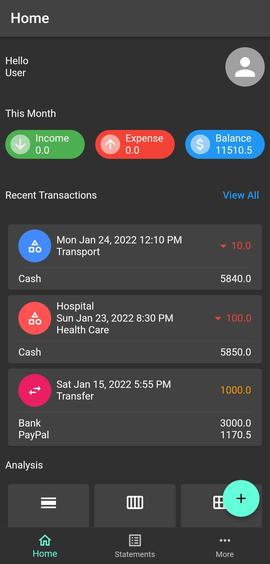 Home
Hello
User
This Month
Income
0.0
Expense
0.0
Balance
11510.5
Recent Transactions
View All
Mon Jan 24, 2022 12:10 PM
Transport
10.0
Cash
5840.0
Hospital
Sun Jan 23, 2022 8:30 PM
Health Care
100.0
Cash
5850.0
Sat Jan 15, 2022 5:55 PM
Transfer
1000.0
Bank
3000.0
PayPal
1170.5
Analysis
Home
Statements
More